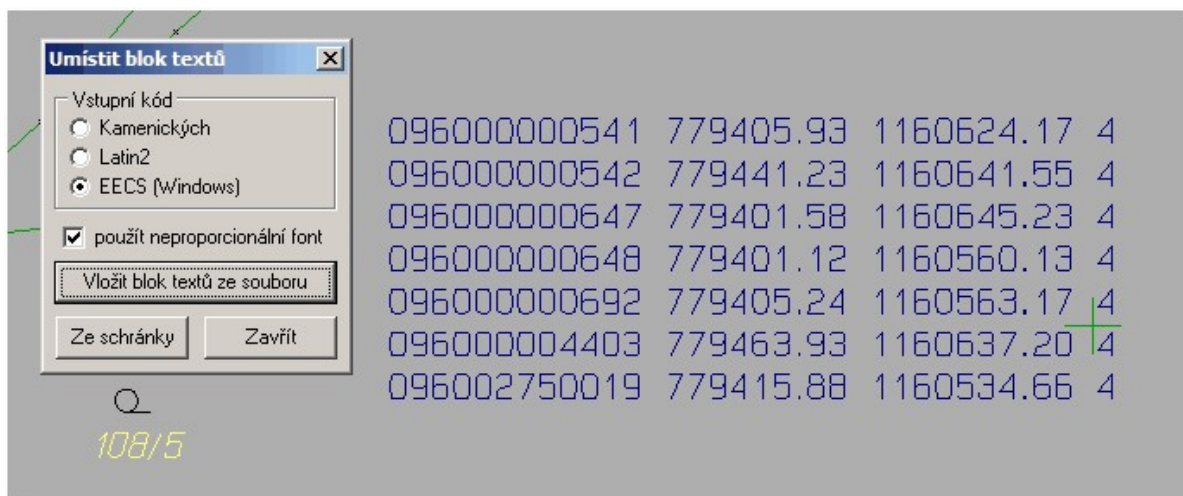 Umístit blok textů
Vstupní kód
Kamenických
Latin2
EECS (Windows)
použít neproporcionální font
Vložit blok textů ze souboru
Ze schránky
Zavřít
096000000541 779405.93 1160624.17 4
096000000542 779441.23 1160641.55 4
096000000647 779401.58 1160645.23 4
096000000648 779401.12 1160560.13 4
096000000692 779405.24 1160563.17 4
096000004403 779463.93 1160637.20 4
096002750019 779415.88 1160534.66 4
108/5